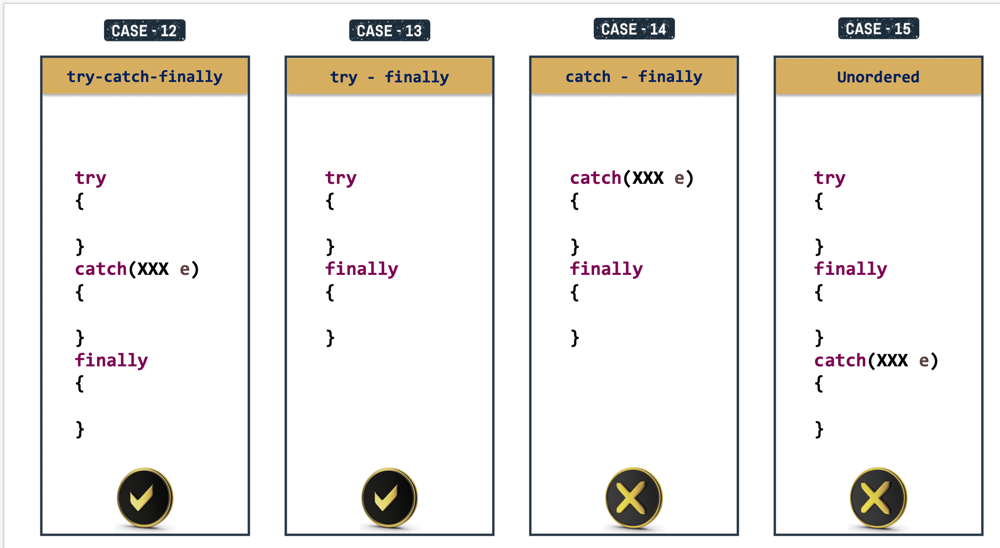 CASE - 12
try-catch-finally
try
{
}
catch(XXX e)
{
}
finally
{
}
CASE - 13
try - finally
try
{
}
finally
{
}
CASE - 14
catch - finally
catch(XXX e)
{
}
finally
{
}
CASE - 15
Unordered
try
{
}
finally
{
}
catch(XXX e)
{
}